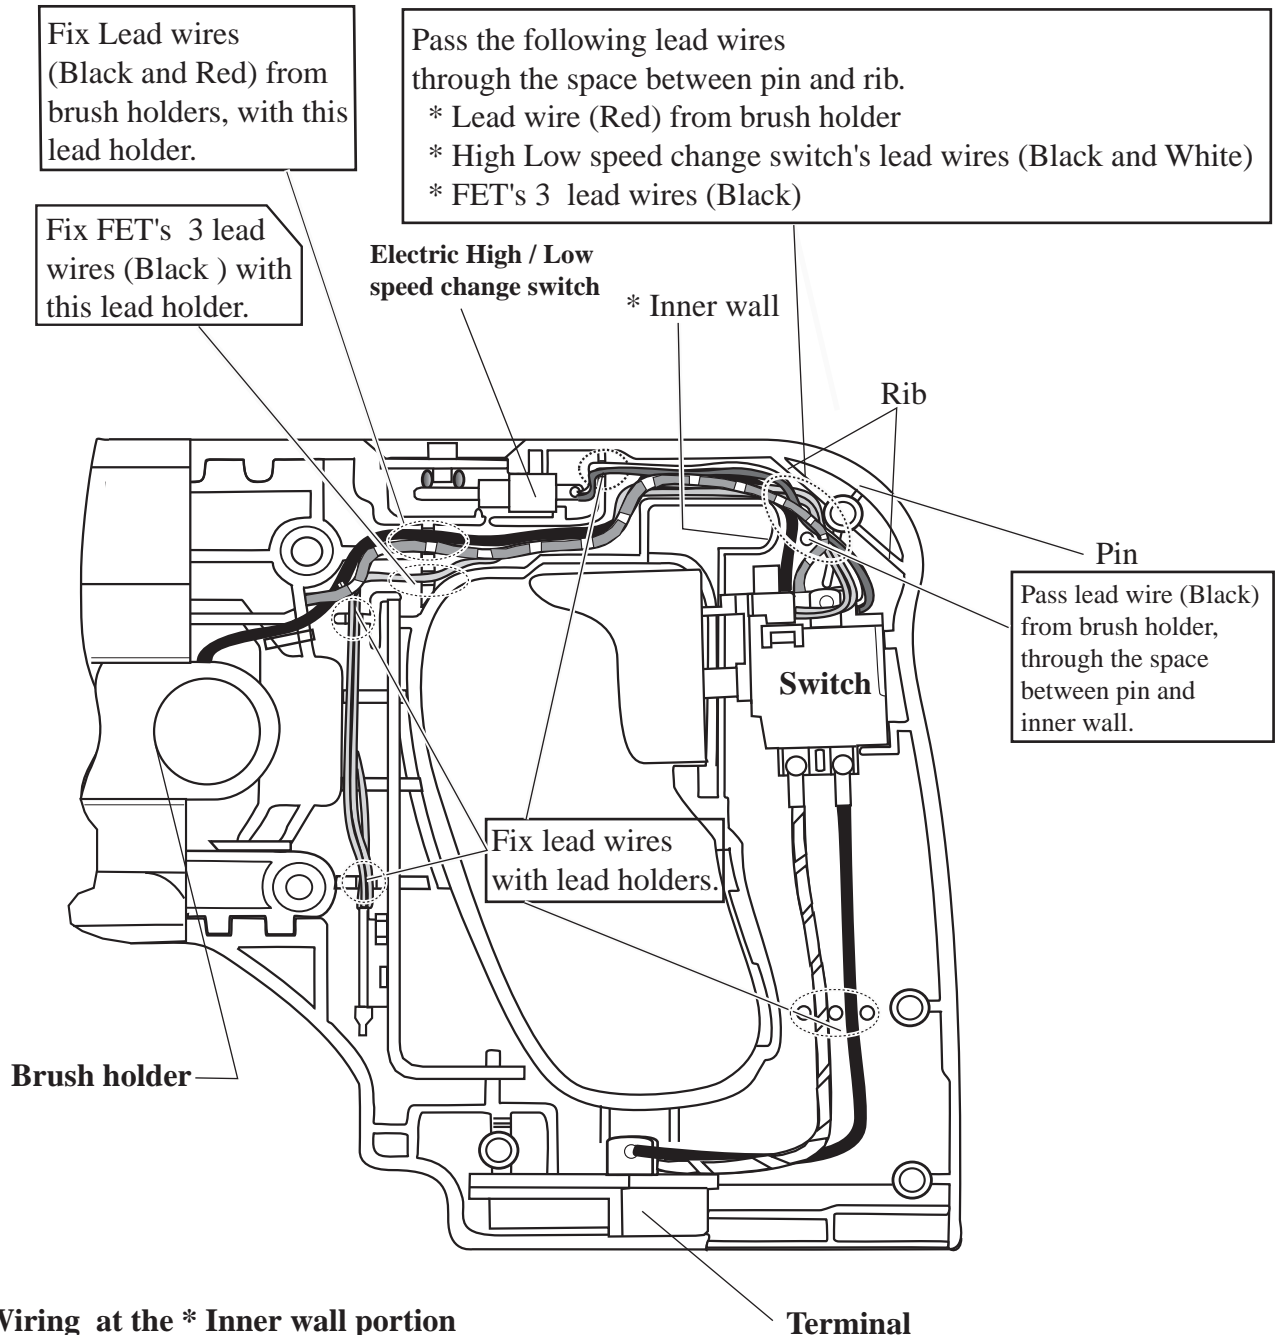 Fix Lead wires
(Black and Red) from
brush holders, with this
lead holder.
Pass the following lead wires
through the space between pin and rib.
* Lead wire (Red) from brush holder
* High Low speed change switch's lead wires (Black and White)
* FET's 3 lead wires (Black)
Fix FET's 3 lead
wires (Black ) with
this lead holder.
Electric High / Low
speed change switch
* Inner wall
Rib
Pin
Pass lead wire (Black)
from brush holder,
through the space
between pin and
inner wall.
Switch
Fix lead wires
with lead holders.
Brush holder
Terminal
Wiring at the * Inner wall portion